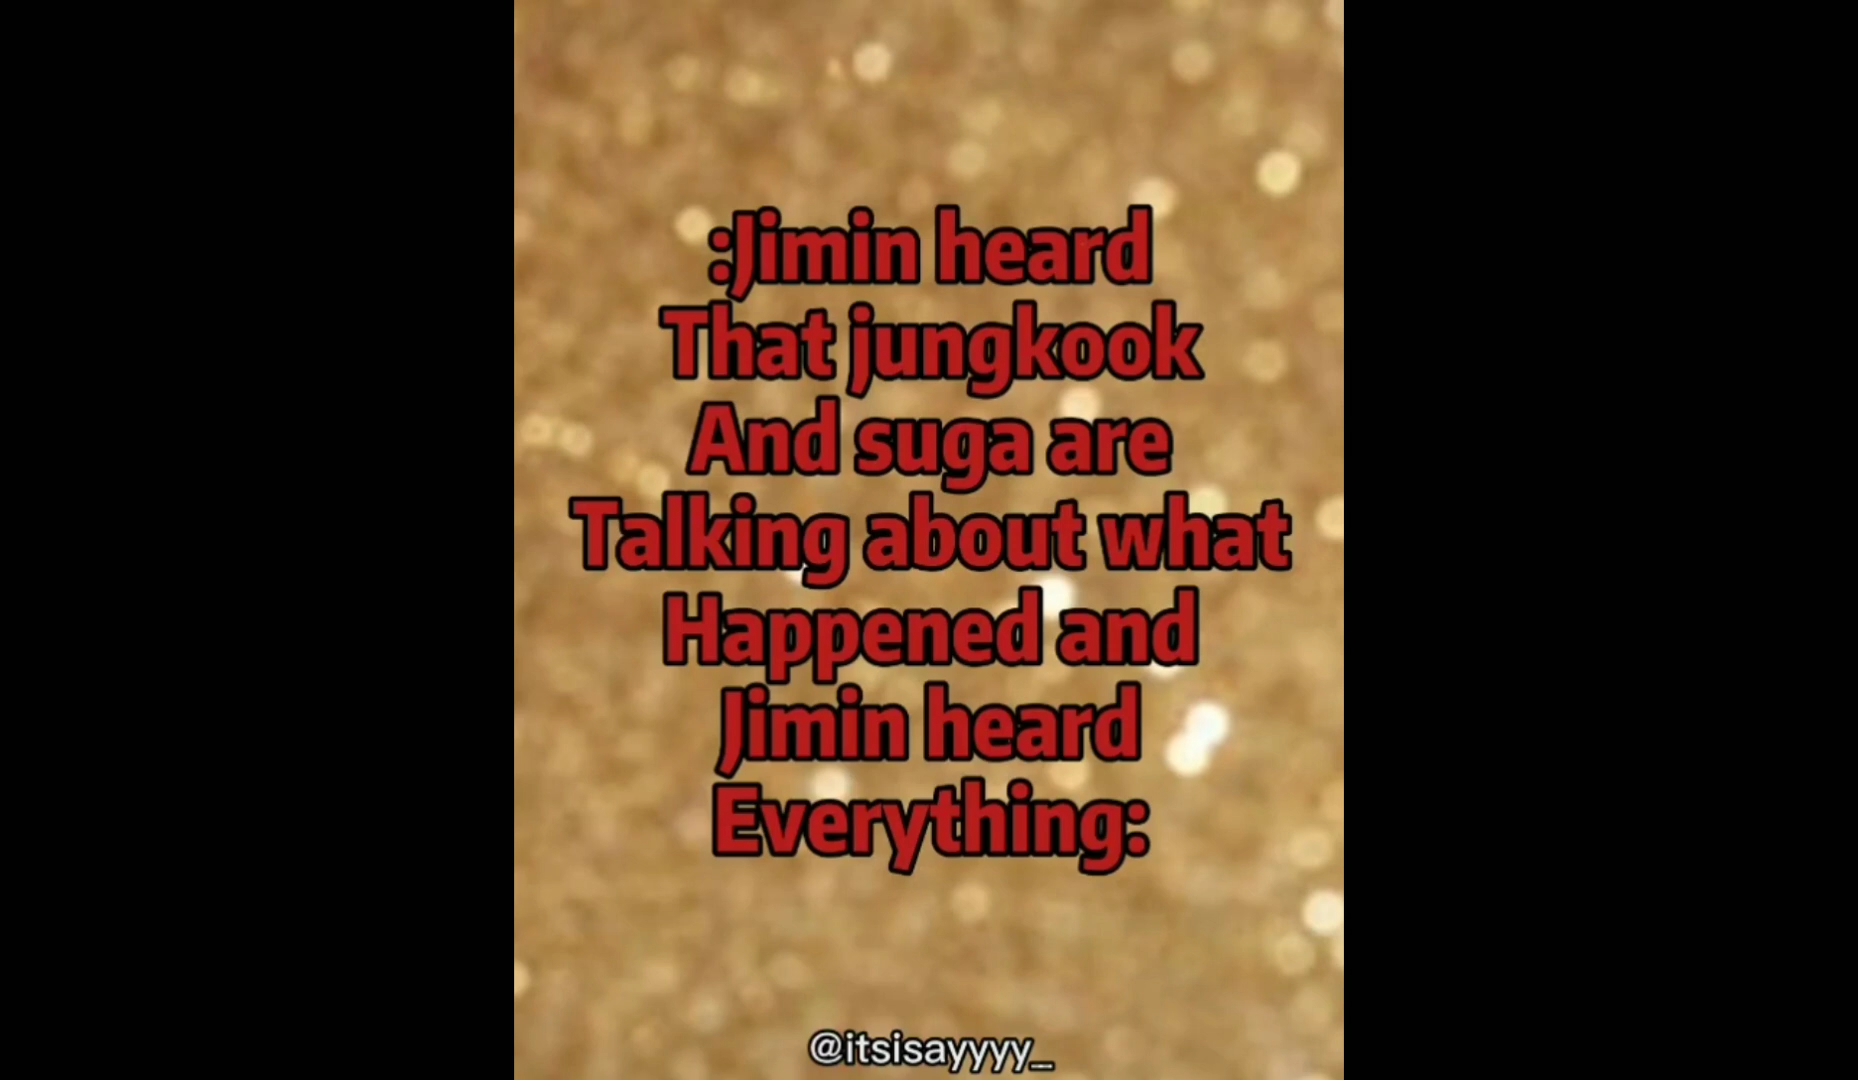 :Jimin heard
That jungkook
And suga are
Talking about what
Happened and
Jimin heard
Everything:
@itsisayyyy_